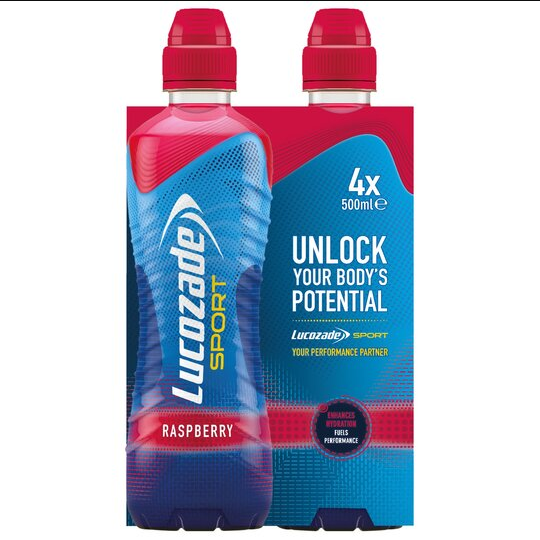 Lucozade
SPORT
RASPBERRY
4x
500ml℮
UNLOCK
YOUR BODY'S
POTENTIAL
Lucozade SPORT
YOUR PERFORMANCE PARTNER
ENHANCES
HYDRATION
FUELS
PERFORMANCE